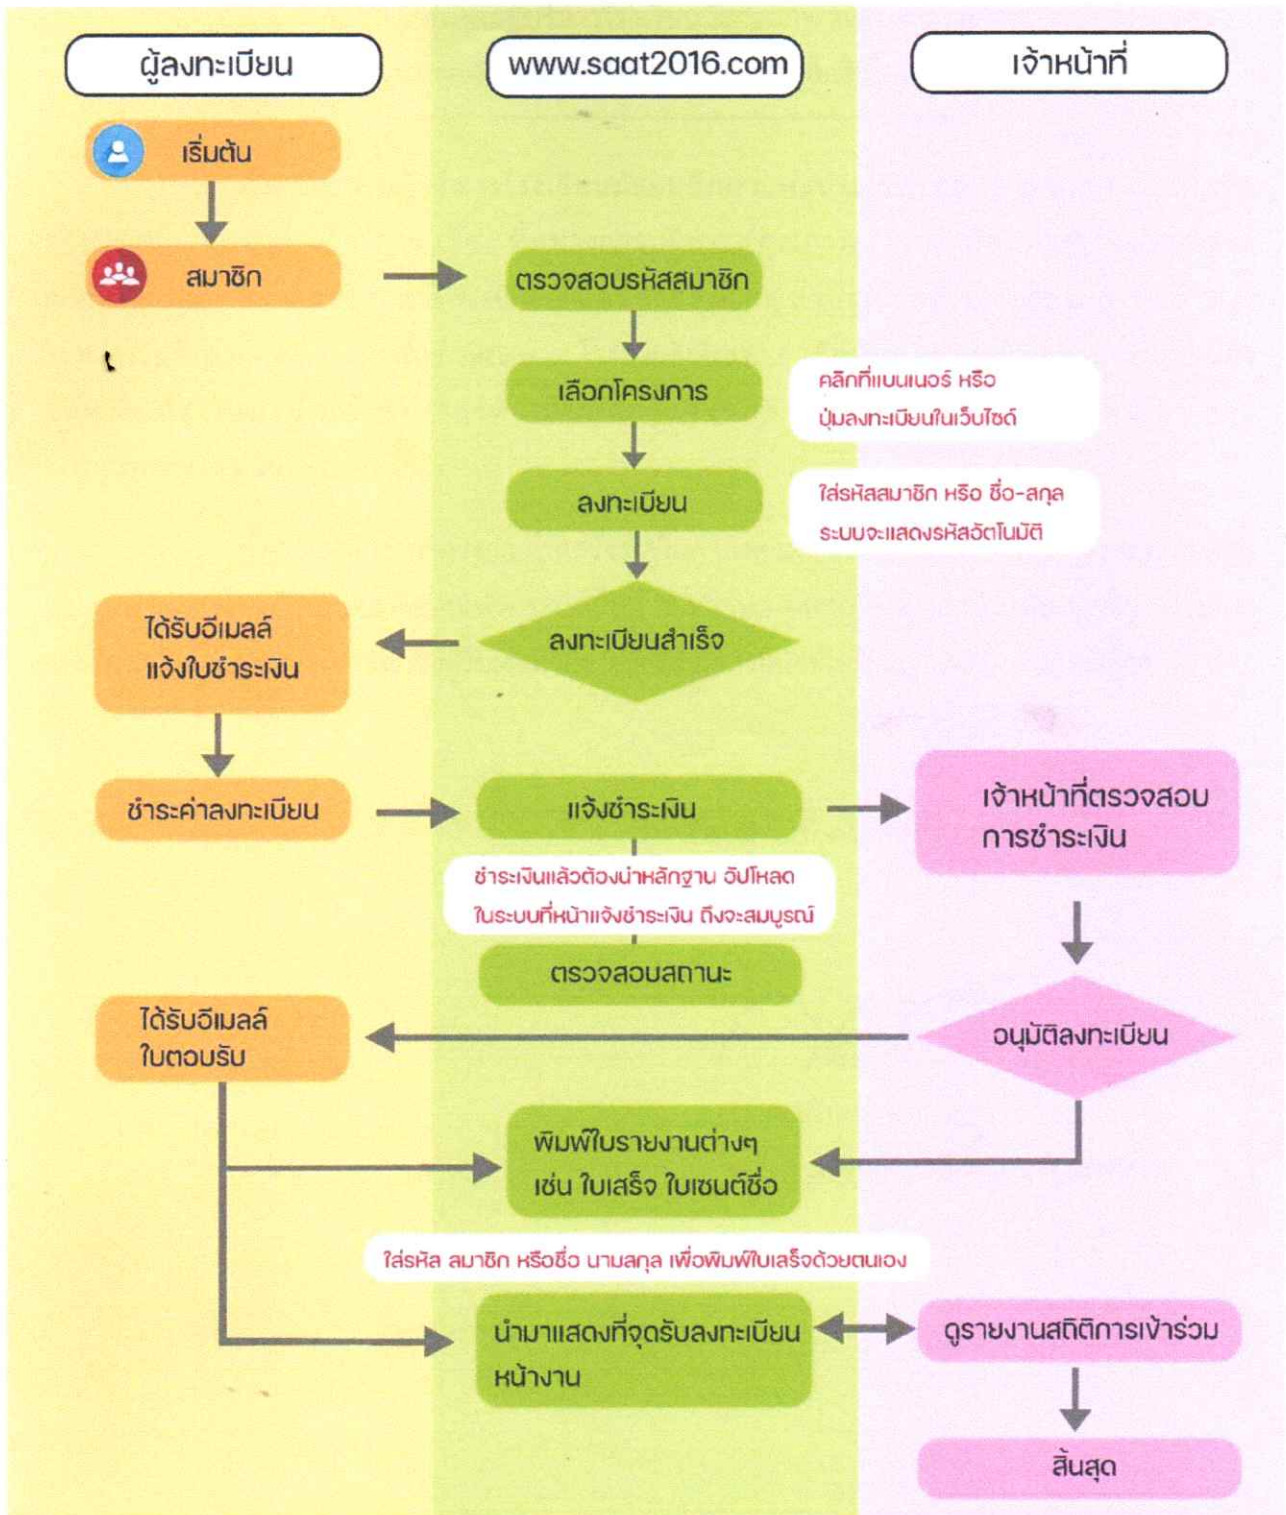 ผู้ลงทะเบียน
www.saat2016.com
เจ้าหน้าที่
เริ่มต้น
สมาชิก
ตรวจสอบรหัสสมาชิก
เลือกโครงการ
คลิกที่แบนเนอร์ หรือ
ปุ่มลงทะเบียนในเว็บไซด์
ลงทะเบียน
ใส่รหัสสมาชิก หรือ ชื่อ-สกุล
ระบบจะแสดงรหัสอัตโนมัติ
ได้รับอีเมลล์
แจ้งใบชำระเงิน
ลงทะเบียนสำเร็จ
ชำระค่าลงทะเบียน
แจ้งชำระเงิน
เจ้าหน้าที่ตรวจสอบ
การชำระเงิน
ชำระเงินแล้วต้องนำหลักฐาน อัปโหลด
ในระบบที่หน้าแจ้งชำระเงิน ถึงจะสมบูรณ์
ตรวจสอบสถานะ
ได้รับอีเมลล์
ใบตอบรับ
อนุมัติลงทะเบียน
พิมพ์ใบรายงานต่างๆ
เช่น ใบเสร็จ ใบเซนต์ชื่อ
ใส่รหัส สมาชิก หรือชื่อ นามสกุล เพื่อพิมพ์ใบเสร็จด้วยตนเอง
นำมาแสดงที่จุดรับลงทะเบียน
หน้างาน
ดูรายงานสถิติการเข้าร่วม
สิ้นสุด